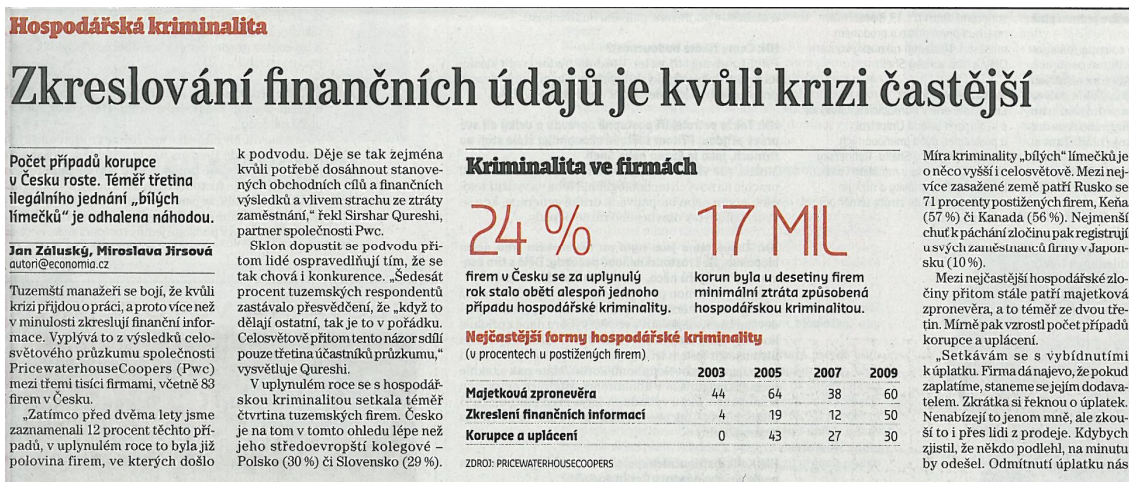 Hospodářská kriminalita
Zkreslování finančních údajů je kvůli krizi častější
Počet případů korupce
v Česku roste. Téměř třetina
ilegálního jednání „bílých
límečků“ je odhalena náhodou.
Jan Záluský, Miroslava Jirsová
autori@economia.cz
Tuzemští manažeři se bojí, že kvůli
krizi přijdou o práci, a proto více než
v minulosti zkreslují finanční infor-
mace. Vyplývá to z výsledků celo-
světového průzkumu společnosti
PricewaterhouseCoopers (Pwc)
mezi třemi tisíci firmami, včetně 83
firem v Česku.
„Zatímco před dvěma lety jsme
zaznamenali 12 procent těchto pří-
padů, v uplynulém roce to byla již
polovina firem, ve kterých došlo
k podvodu. Děje se tak zejména
kvůli potřebě dosáhnout stanove-
ných obchodních cílů a finančních
výsledků a vlivem strachu ze ztráty
zaměstnání,“ řekl Sirshar Qureshi,
partner společnosti Pwc.
Sklon dopustit se podvodu při-
tom lidé ospravedlňují tím, že se
tak chová i konkurence. „Šedesát
procent tuzemských respondentů
zastávalo přesvědčení, že „když to
dělají ostatní, tak je to v pořádku.
Celosvětově přitom tento názor sdílí
pouze třetina účastníků průzkumu,“
vysvětluje Qureshi.
V uplynulém roce se s hospodář-
skou kriminalitou setkala téměř
čtvrtina tuzemských firem. Česko
je na tom v tomto ohledu lépe než
jeho středoevropští kolegové –
Polsko (30 %) či Slovensko (29 %).
Kriminalita ve firmách
24 %
firem v Česku se za uplynulý
rok stalo obětí alespoň jednoho
případu hospodářské kriminality.
17 MIL
korun byla u desetiny firem
minimální ztráta způsobená
hospodářskou kriminalitou.
Nejčastější formy hospodářské kriminality
(v procentech u postižených firem)
2003 2005 2007 2009
Majetková zpronevěra 44 64 38 60
Zkreslení finančních informací 4 19 12 50
Korupce a uplácení 0 43 27 30
ZDROJ: PRICEWATERHOUSECOOPERS
Míra kriminality „bílých“ límečků je
o něco vyšší i celosvětově. Mezi nej-
více zasažené země patří Rusko se
71 procenty postižených firem, Keňa
(57 %) či Kanada (56 %). Nejmenší
chuť k páchání zločinu pak registrují
u svých zaměstnanců firmy v Japon-
sku (10 %).
Mezi nejčastější hospodářské zlo-
činy přitom stále patří majetková
zpronevěra, a to téměř ze dvou tře-
tin. Mírně pak vzrostl počet případů
korupce a uplácení.
„Setkávám se s vybídnutími
k úplatku. Firma dá najevo, že pokud
zaplatíme, staneme se jejím dodava-
telem. Zkrátka si řeknou o úplatek.
Nenabízejí to jenom mně, ale zkou-
ší to i přes lidi z prodeje. Kdybych
zjistil, že někdo podlehl, na minutu
by odešel. Odmítnutí úplatku nás